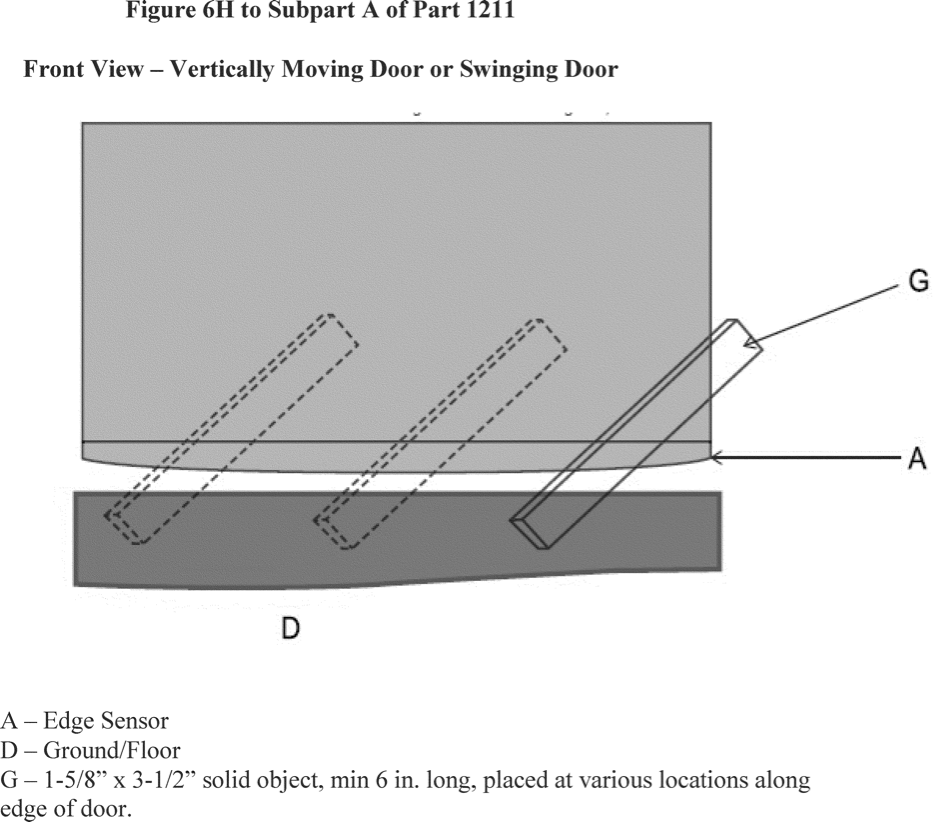 Figure 6H to Subpart A of Part 1211
Front View – Vertically Moving Door or Swinging Door
G
A
D
A – Edge Sensor
D – Ground/Floor
G – 1-5/8” x 3-1/2” solid object, min 6 in. long, placed at various locations along
edge of door.